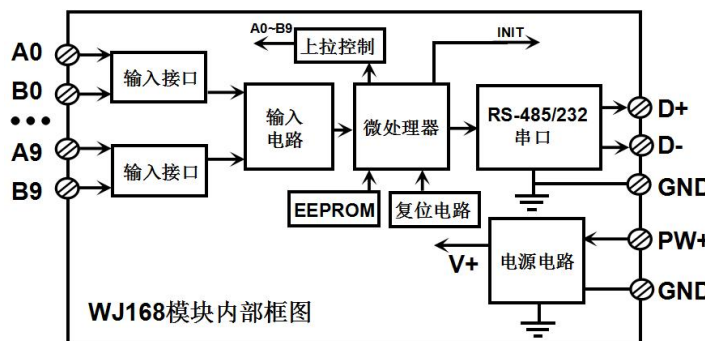 A0~B9
上拉控制
INIT
A0
B0
•••
A9
B9
输入接口
输入接口
输入
电路
微处理器
RS-485/232
串口
D+
D-
GND
EEPROM
复位电路
PW+
V+
电源电路
GND
WJ168模块内部框图